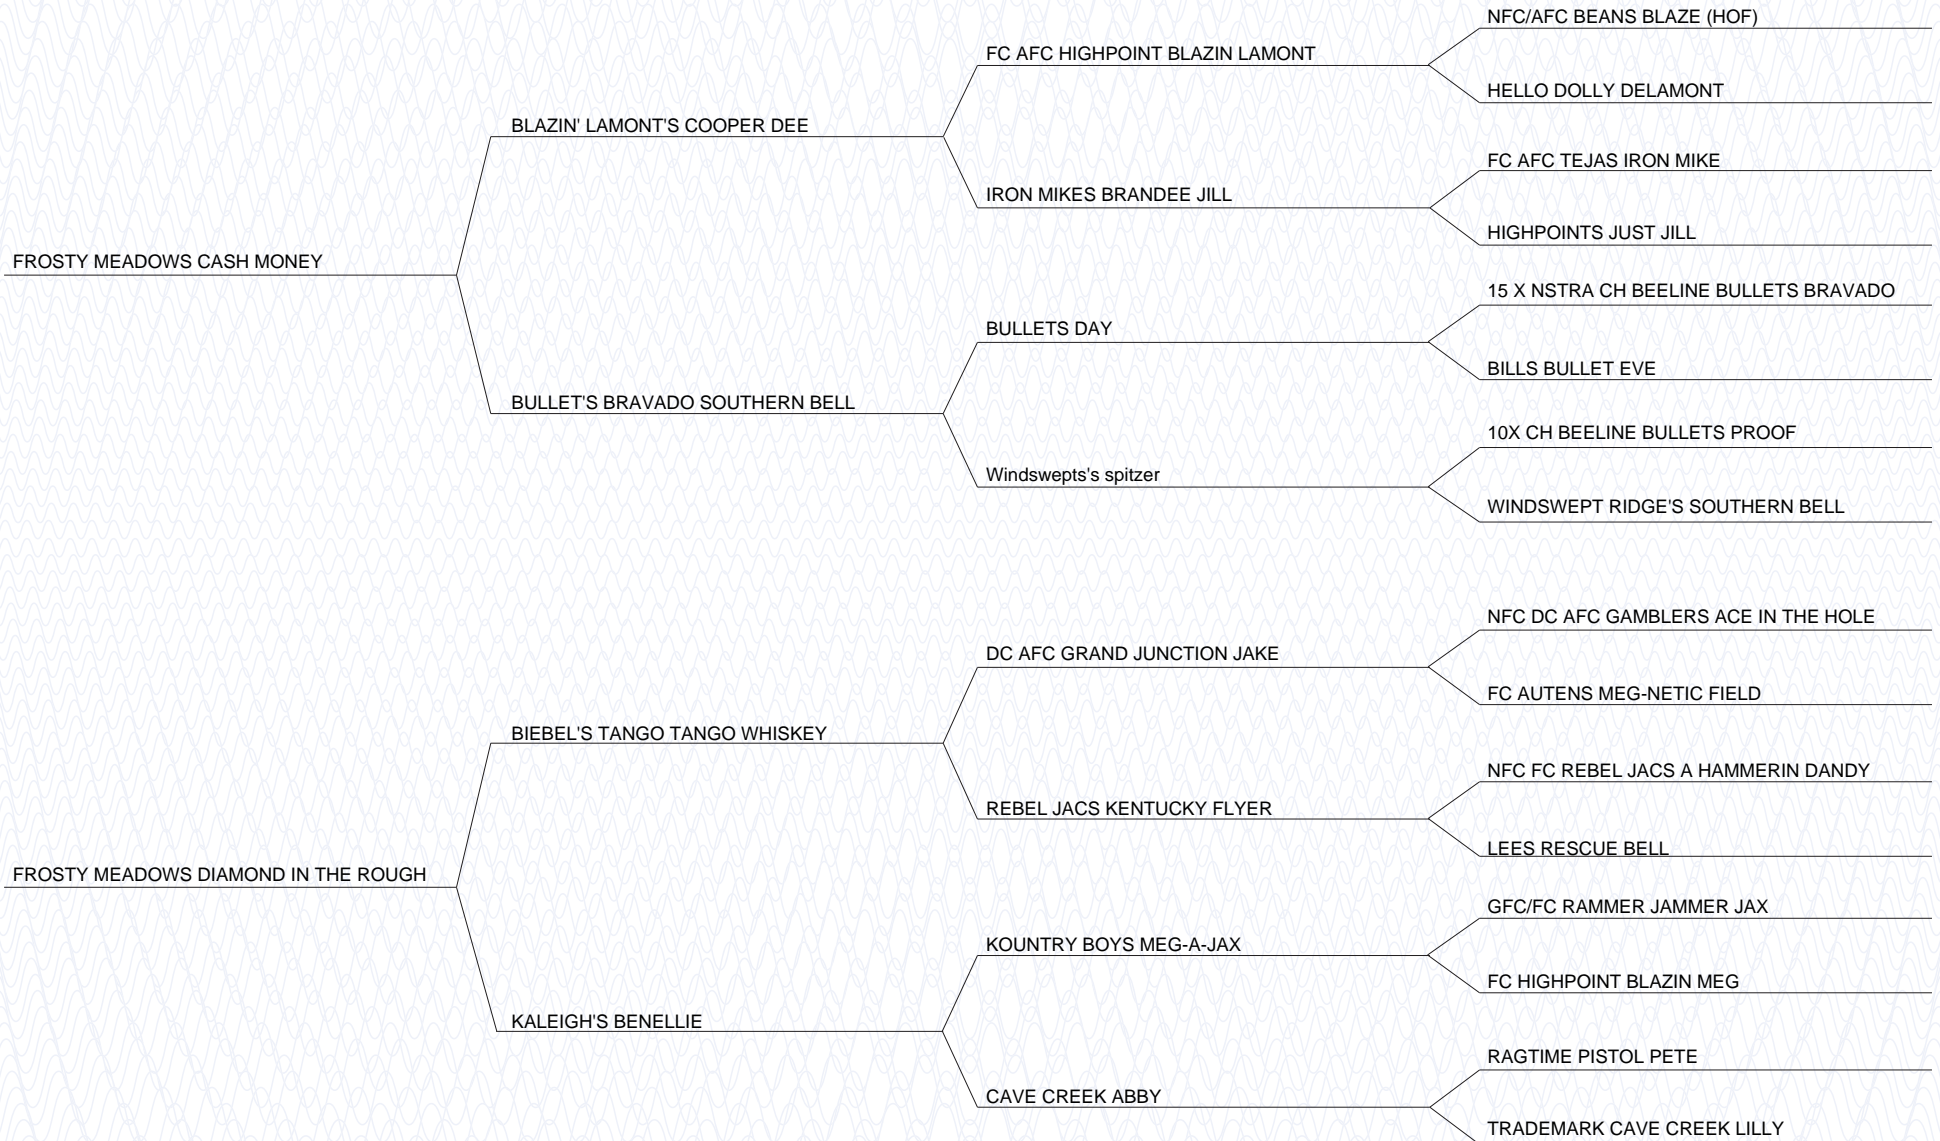 NFC/AFC BEANS BLAZE (HOF)
FC AFC HIGHPOINT BLAZIN LAMONT
HELLO DOLLY DELAMONT
BLAZIN' LAMONT'S COOPER DEE
FC AFC TEJAS IRON MIKE
IRON MIKES BRANDEE JILL
HIGHPOINTS JUST JILL
FROSTY MEADOWS CASH MONEY
15 X NSTRA CH BEELINE BULLETS BRAVADO
BULLETS DAY
BILLS BULLET EVE
BULLET'S BRAVADO SOUTHERN BELL
10X CH BEELINE BULLETS PROOF
Windswepts's spitzer
WINDSWEPT RIDGE'S SOUTHERN BELL
NFC DC AFC GAMBLERS ACE IN THE HOLE
DC AFC GRAND JUNCTION JAKE
FC AUTENS MEG-NETIC FIELD
BIEBEL'S TANGO TANGO WHISKEY
NFC FC REBEL JACS A HAMMERIN DANDY
REBEL JACS KENTUCKY FLYER
LEES RESCUE BELL
FROSTY MEADOWS DIAMOND IN THE ROUGH
GFC/FC RAMMER JAMMER JAX
KOUNTRY BOYS MEG-A-JAX
FC HIGHPOINT BLAZIN MEG
KALEIGH'S BENELLIE
RAGTIME PISTOL PETE
CAVE CREEK ABBY
TRADEMARK CAVE CREEK LILLY